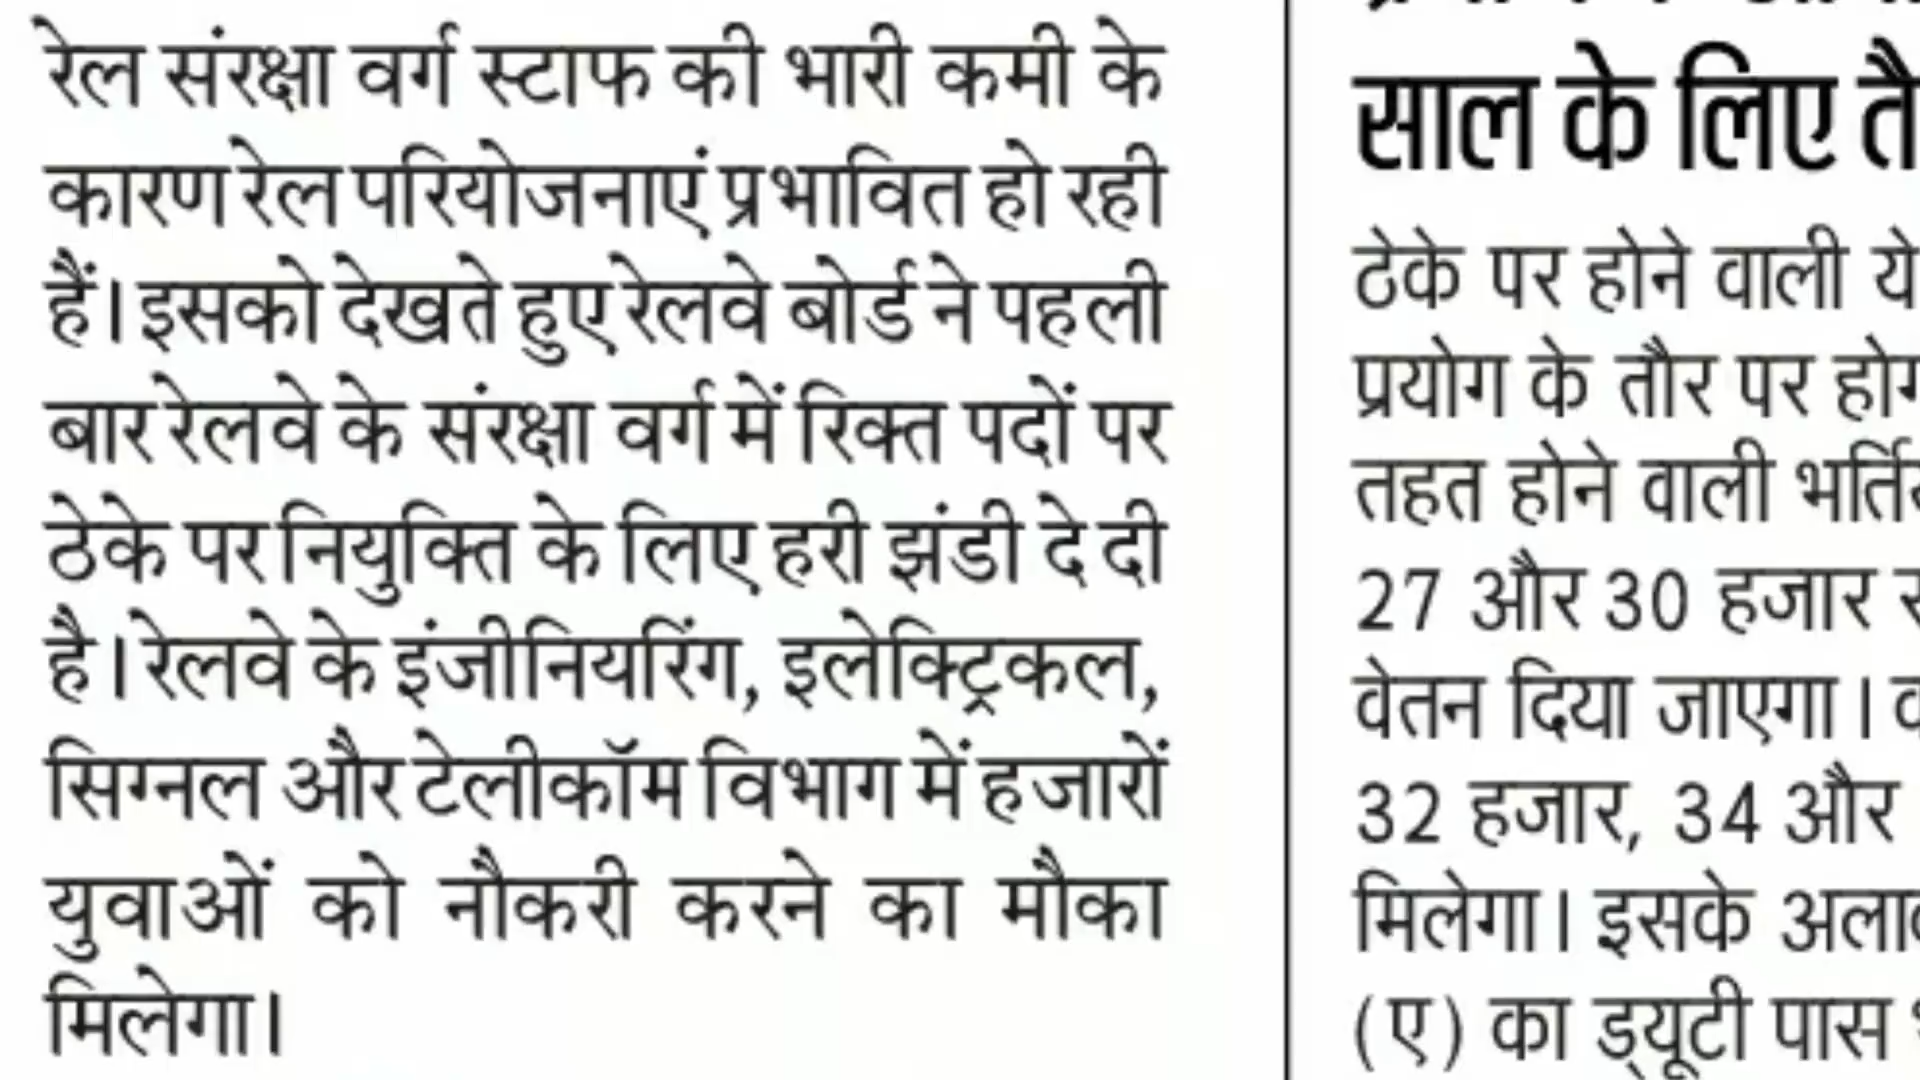 रेल संरक्षा वर्ग स्टाफ की भारी कमी के
कारण रेल परियोजनाएं प्रभावित हो रही
हैं। इसको देखते हुए रेलवे बोर्ड ने पहली
बार रेलवे के संरक्षा वर्ग में रिक्त पदों पर
ठेके पर नियुक्ति के लिए हरी झंडी दे दी
है। रेलवे के इंजीनियरिंग, इलेक्ट्रिकल,
सिग्नल और टेलीकॉम विभाग में हजारों
युवाओं को नौकरी करने का मौका
मिलेगा।
साल के लिए
ठेके पर होने वाली
प्रयोग के तौर पर
तहत होने वाली
27 और 30 हजार
वेतन दिया जाएगा।
32 हजार, 34 और
मिलेगा। इसके
(ए) का ड्यूटी पास